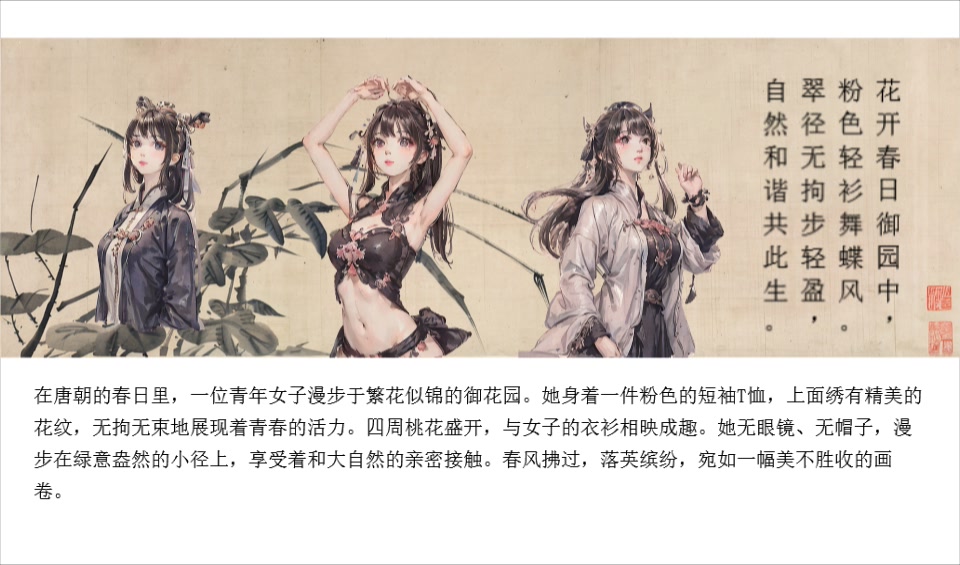 花开春日御园中，
粉色轻衫舞蝶风。
翠径无拘步轻盈，
自然和谐共此生。
在唐朝的春日里，一位青年女子漫步于繁花似锦的御花园。她身着一件粉色的短袖T恤，上面绣有精美的
花纹，无拘无束地展现着青春的活力。四周桃花盛开，与女子的衣衫相映成趣。她无眼镜、无帽子，漫
步在绿意盎然的小径上，享受着和大自然的亲密接触。春风拂过，落英缤纷，宛如一幅美不胜收的画
卷。